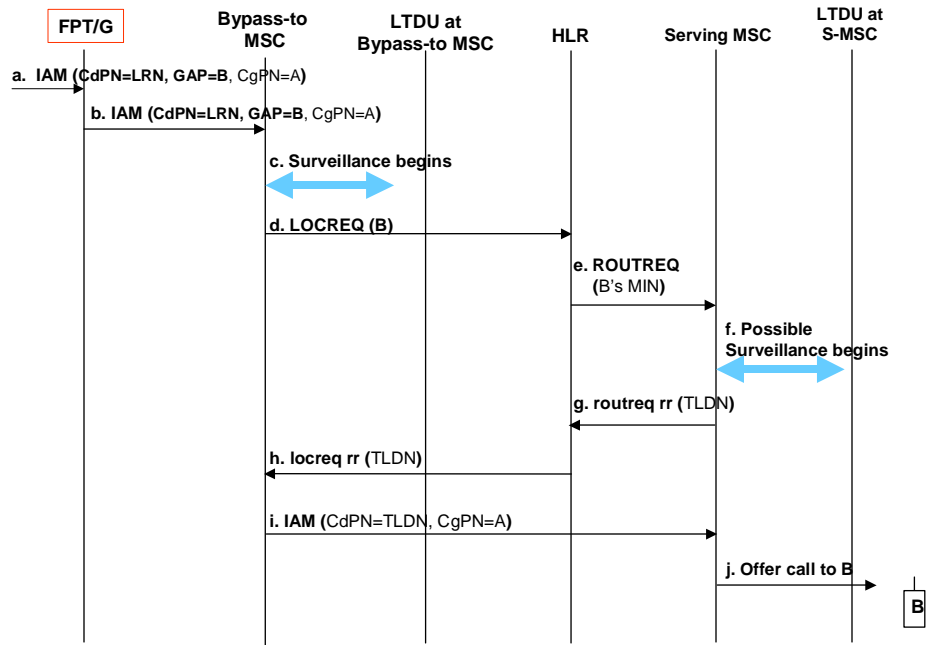 FPT/G
Bypass-to
MSC
LTDU at
Bypass-to MSC
HLR
Serving MSC
LTDU at
S-MSC
a. IAM (CdPN=LRN, GAP=B, CgPN=A)
b. IAM (CdPN=LRN, GAP=B, CgPN=A)
c. Surveillance begins
d. LOCREQ (B)
e. ROUTREQ
(B's MIN)
f. Possible
Surveillance begins
g. routreq rr (TLDN)
h. locreq rr (TLDN)
i. IAM (CdPN=TLDN, CgPN=A)
j. Offer call to B
B